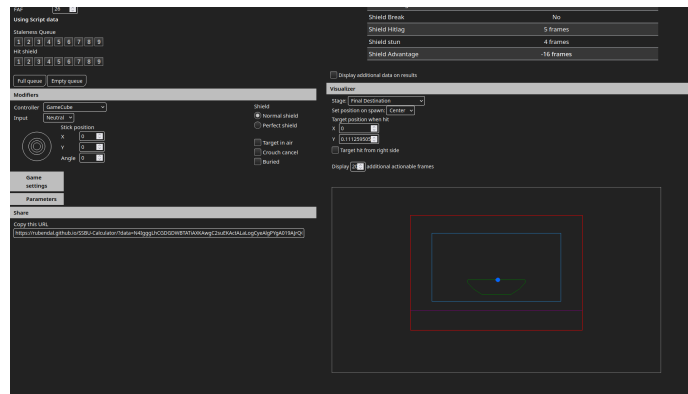 FAF 26
Using Script data
Staleness Queue
1 2 3 4 5 6 7 8 9
Hit shield
1 2 3 4 5 6 7 8 9
Full queue Empty queue
Modifiers
Controller GameCube
Input Neutral
Stick position
X 0
Y 0
Angle 0
Shield
Normal shield
Perfect shield
Target in air
Crouch cancel
Buried
Game settings
Parameters
Share
Copy this URL
Shield Break No
Shield Hitlag 5 frames
Shield stun 4 frames
Shield Advantage -16 frames
Display additional data on results
Visualizer
Stage: Final Destination
Set position on spawn: Center
Target position when hit
X 0
Y 0.111259505
Target hit from right side
Display additional actionable frames